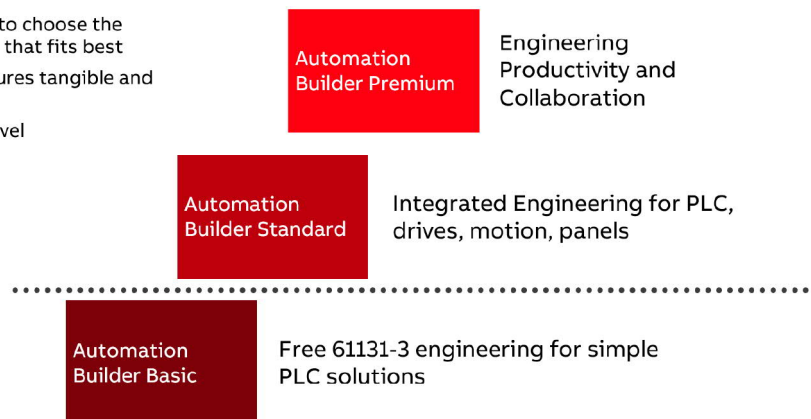 to choose the
that fits best
ures tangible and
vel
Automation
Builder Premium
Engineering
Productivity and
Collaboration
Automation
Builder Standard
Integrated Engineering for PLC,
drives, motion, panels
Automation
Builder Basic
Free 61131-3 engineering for simple
PLC solutions